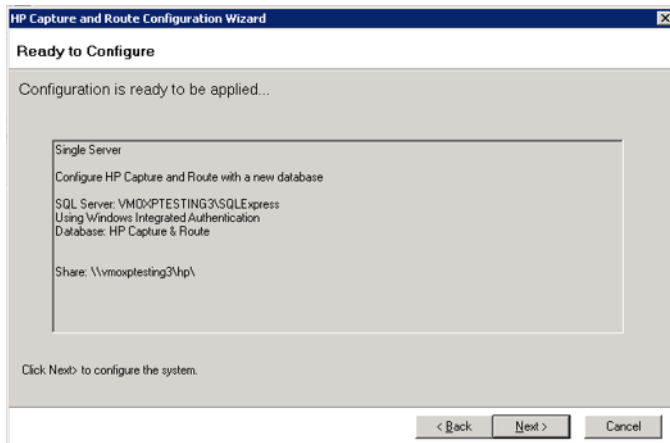 HP Capture and Route Configuration Wizard
Ready to Configure
Configuration is ready to be applied...
Single Server
Configure HP Capture and Route with a new database
SQL Server: VMOXPTESTING3\SQLExpress
Using Windows Integrated Authentication
Database: HP Capture & Route
Share: \\vmoxptesting3\hp\
Click Next> to configure the system.
< Back
Next >
Cancel